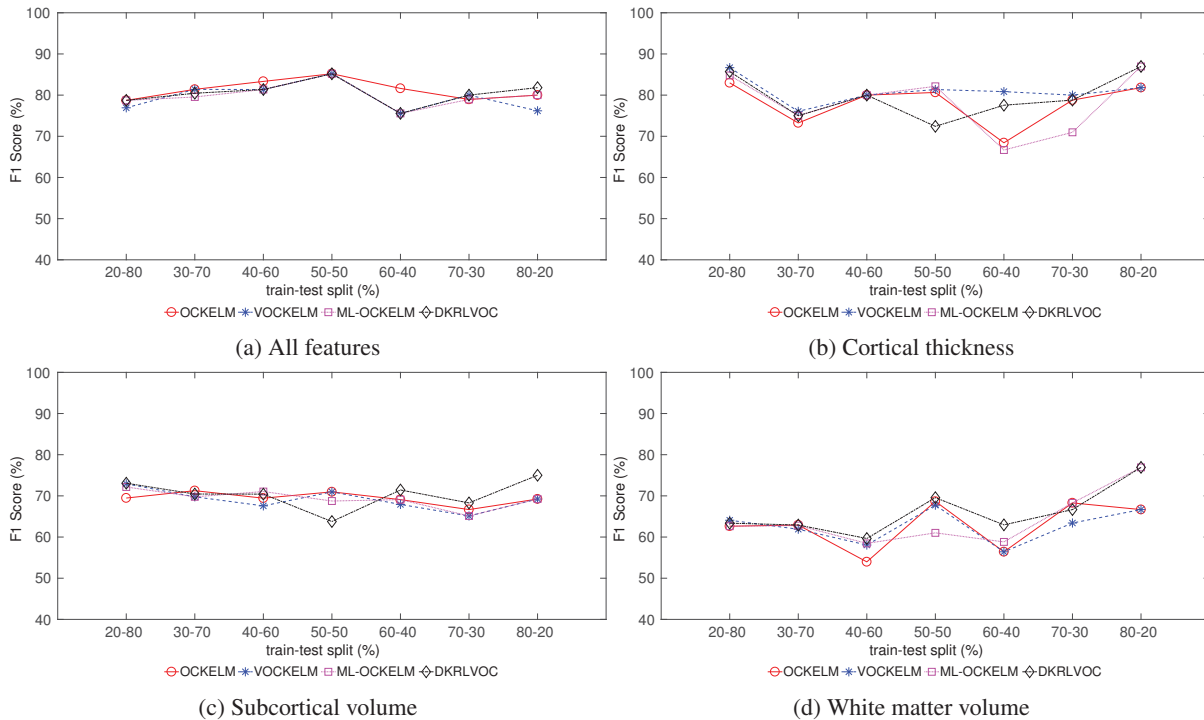 100
90
80
70
60
50
40
F1 Score (%)
20-80 30-70 40-60 50-50 60-40 70-30 80-20
train-test split (%)
OCKELM VOCKELM ML-OCKELM DKRLVOC
(a) All features
100
90
80
70
60
50
40
F1 Score (%)
20-80 30-70 40-60 50-50 60-40 70-30 80-20
train-test split (%)
OCKELM VOCKELM ML-OCKELM DKRLVOC
(b) Cortical thickness
100
90
80
70
60
50
40
F1 Score (%)
20-80 30-70 40-60 50-50 60-40 70-30 80-20
train-test split (%)
OCKELM VOCKELM ML-OCKELM DKRLVOC
(c) Subcortical volume
100
90
80
70
60
50
40
F1 Score (%)
20-80 30-70 40-60 50-50 60-40 70-30 80-20
train-test split (%)
OCKELM VOCKELM ML-OCKELM DKRLVOC
(d) White matter volume